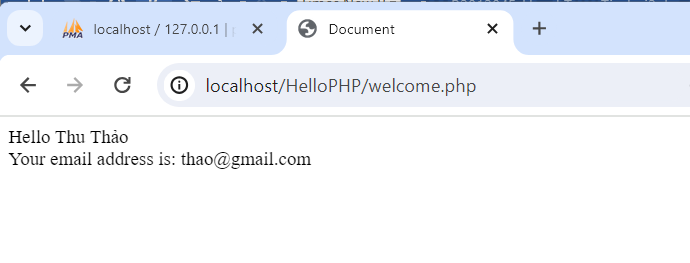 PMA
localhost / 127.0.0.1 |
Document
localhost/HelloPHP/welcome.php
Hello Thu Thảo
Your email address is: thao@gmail.com